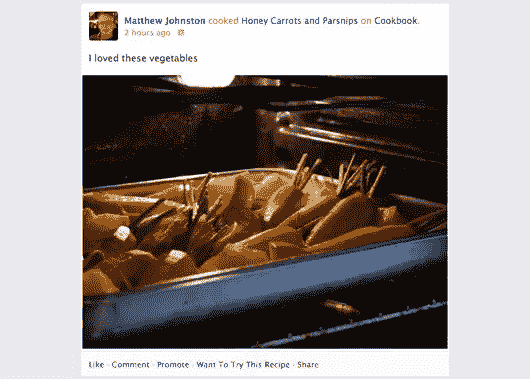 Matthew Johnston cooked Honey Carrots and Parsnips on Cookbook.
2 hours ago
I loved these vegetables
Like · Comment · Promote · Want To Try This Recipe · Share